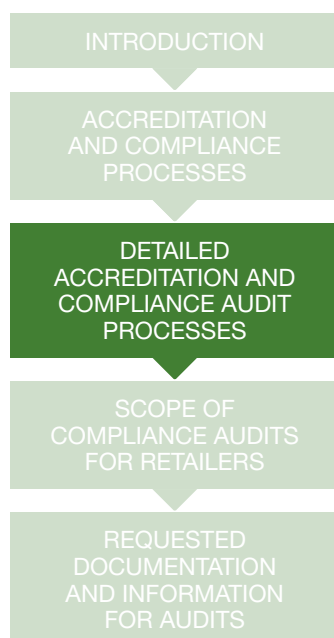 INTRODUCTION
ACCREDITATION
AND COMPLIANCE
PROCESSES
DETAILED
ACCREDITATION AND
COMPLIANCE AUDIT
PROCESSES
SCOPE OF
COMPLIANCE AUDITS
FOR RETAILERS
REQUESTED
DOCUMENTATION
AND INFORMATION
FOR AUDITS